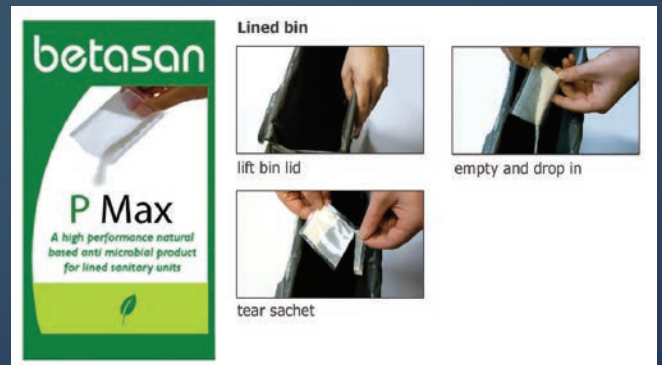 betasan
P Max
A high performance natural
based anti microbial product
for lined sanitary units
Lined bin
lift bin lid
empty and drop in
tear sachet